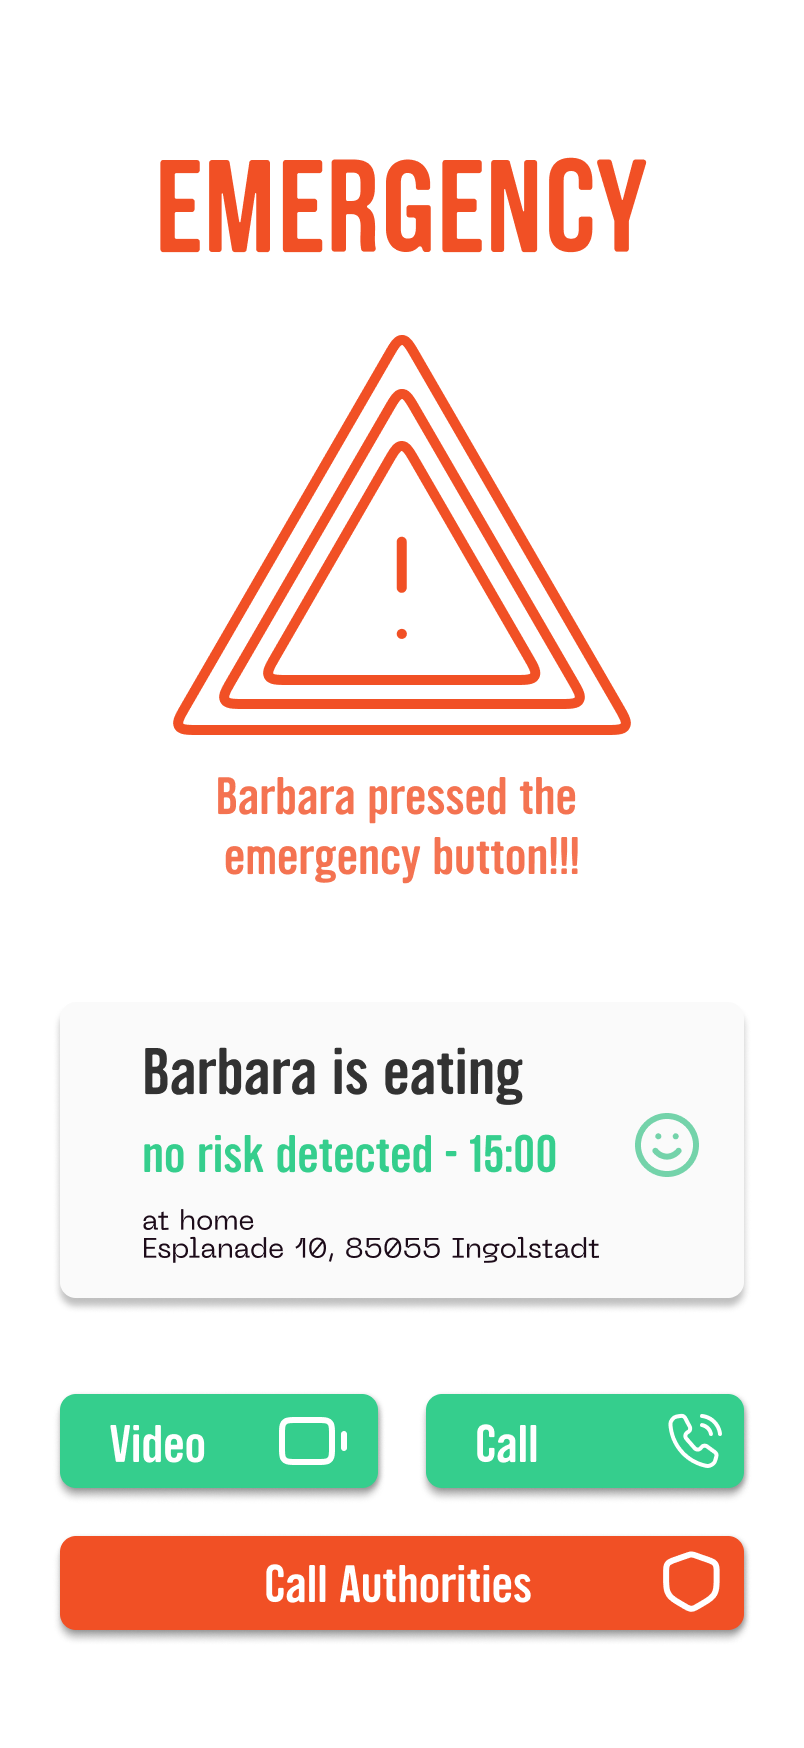 EMERGENCY
!
Barbara pressed the
emergency button!!!
Barbara is eating
no risk detected - 15:00
at home
Esplanade 10, 85055 Ingolstadt
Video
Call
Call Authorities